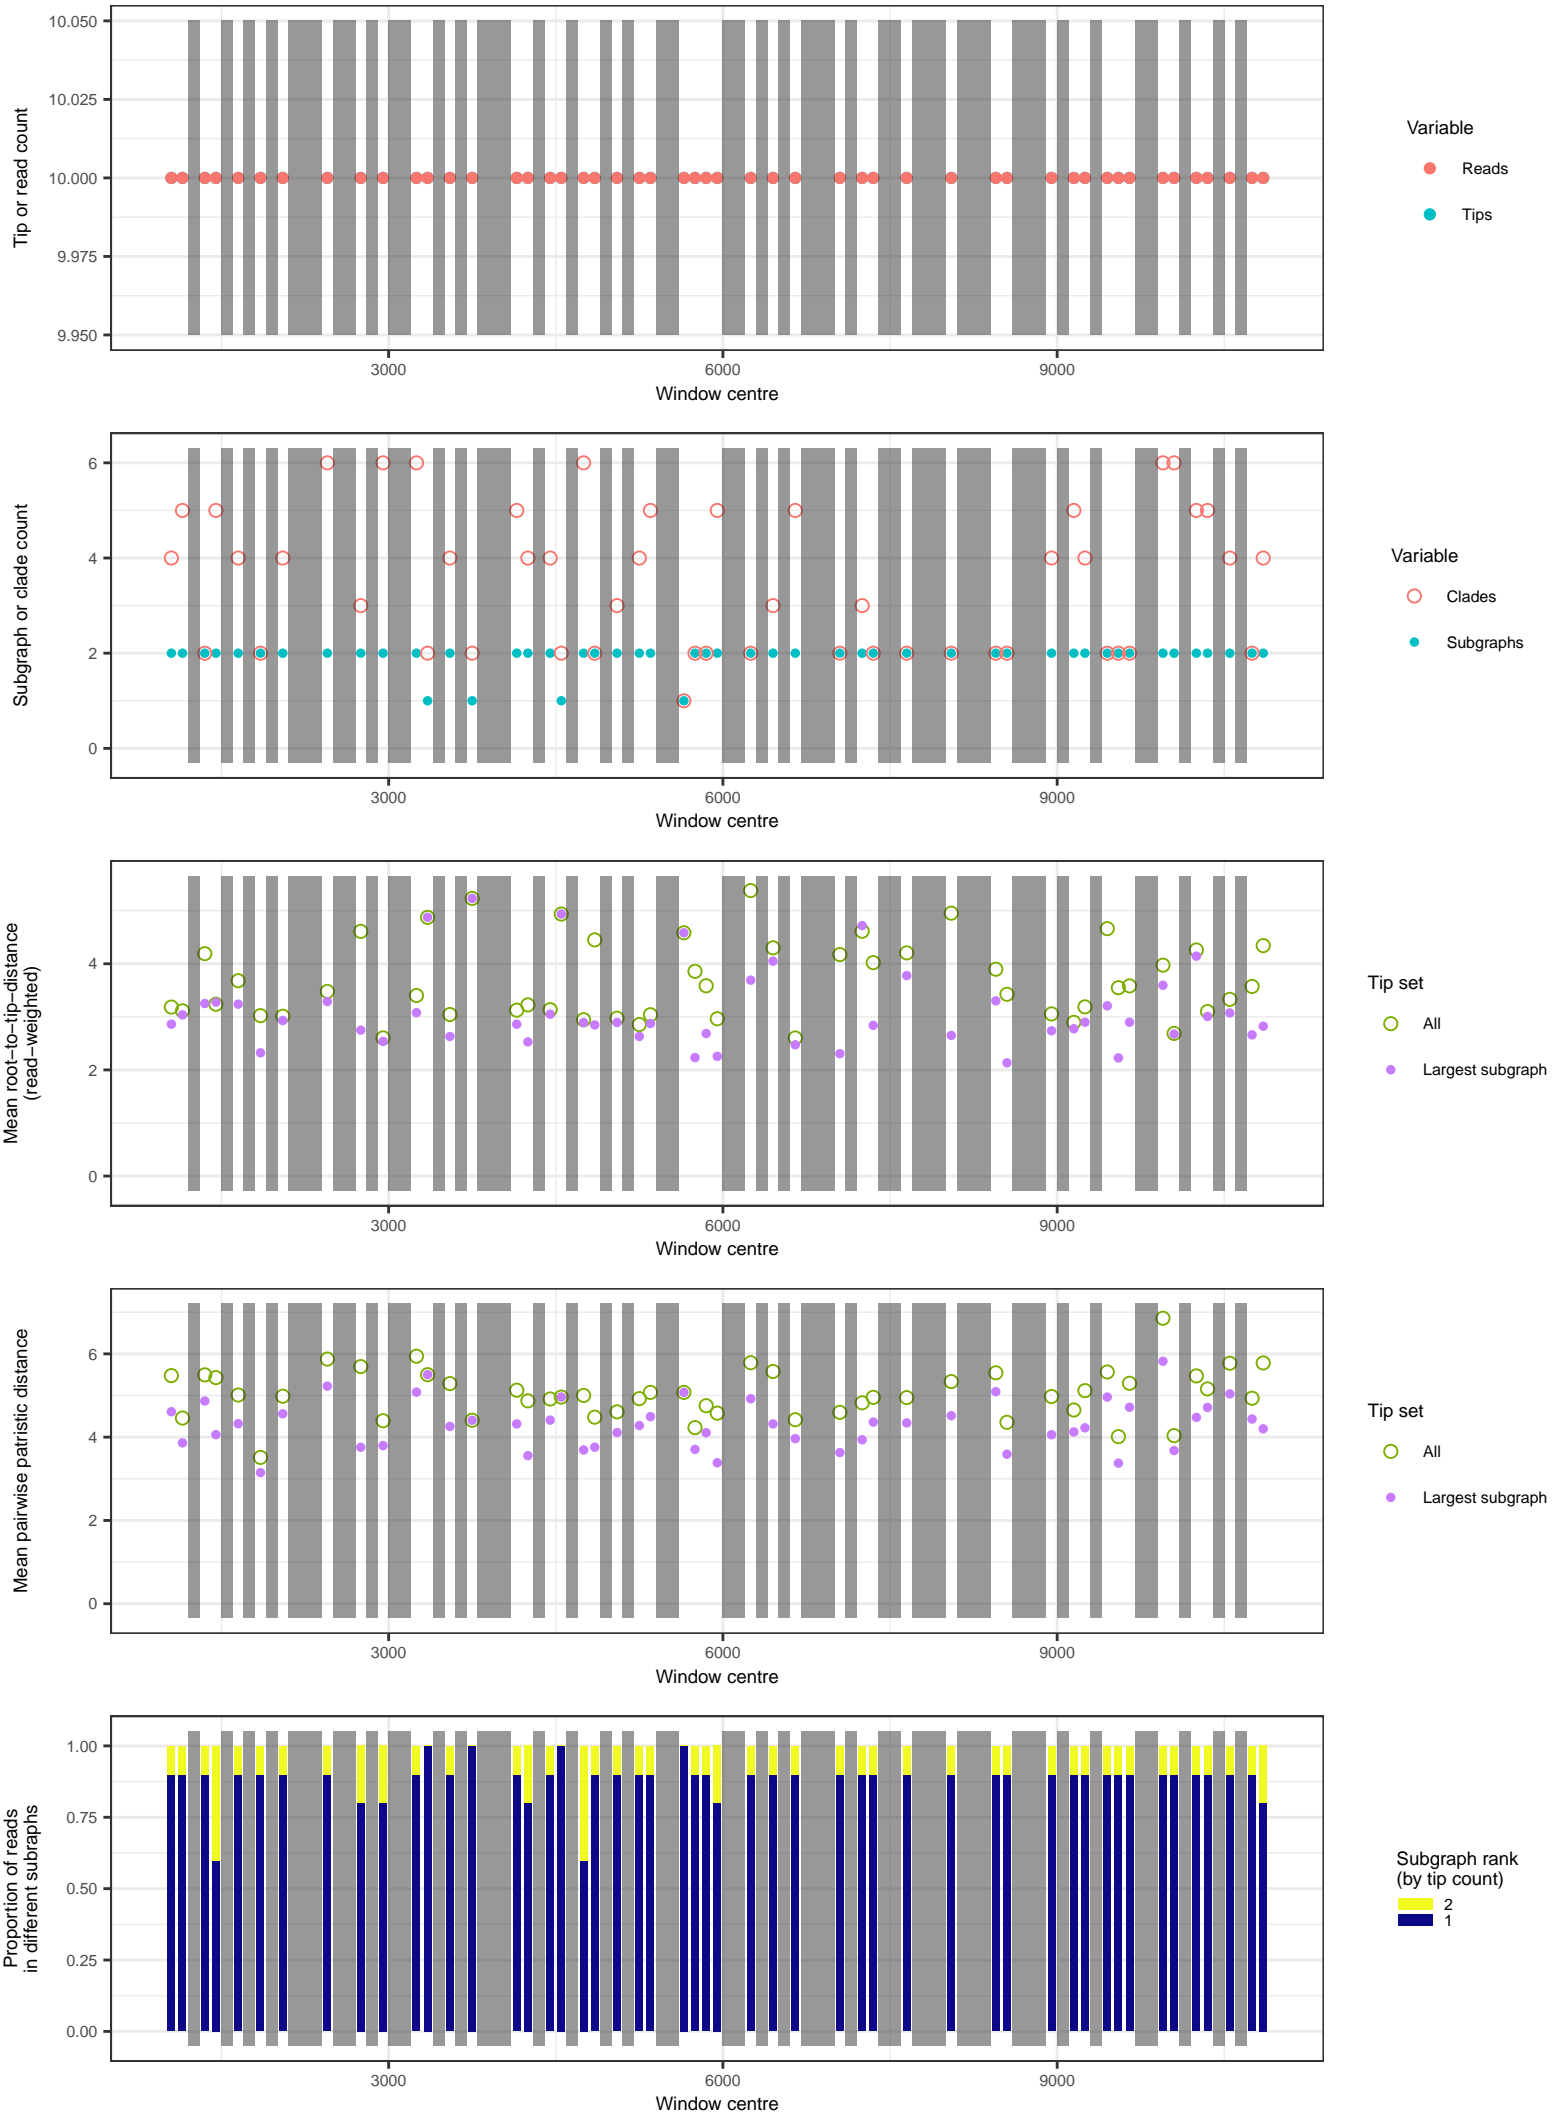 10.050
10.025
10.000
9.975
9.950
Tip or read count
3000
6000
9000
Window centre
Variable
Reads
Tips
6
4
2
0
Subgraph or clade count
3000
6000
9000
Window centre
Variable
Clades
Subgraphs
4
2
0
Mean root−to−tip−distance
(read−weighted)
3000
6000
9000
Window centre
Tip set
All
Largest subgraph
6
4
2
0
Mean pairwise patristic distance
3000
6000
9000
Window centre
Tip set
All
Largest subgraph
1.00
0.75
0.50
0.25
0.00
Proportion of reads
in different subraphs
3000
6000
9000
Window centre
Subgraph rank
(by tip count)
2
1